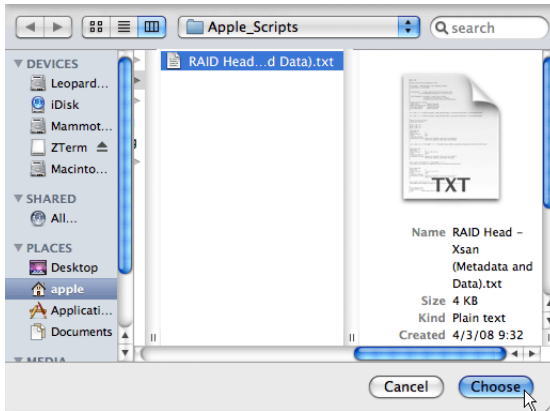 Apple_Scripts
search
DEVICES
Leopard...
iDisk
Mammot...
ZTerm
Macinto...
SHARED
All...
PLACES
Desktop
apple
Applicati...
Documents
RAID Head...d Data).txt
TXT
Name RAID Head –
Xsan
(Metadata and
Data).txt
Size 4 KB
Kind Plain text
Created 4/3/08 9:32
Cancel
Choose